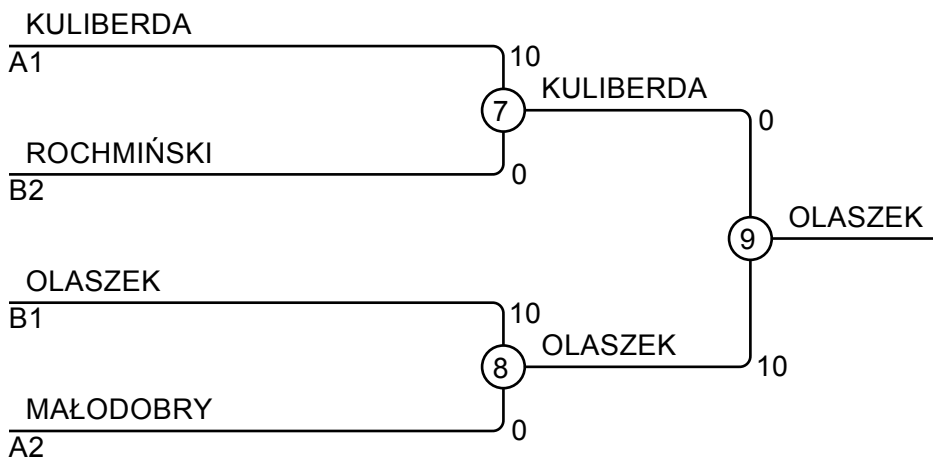 KULIBERDA
A1
10
7
KULIBERDA
0
ROCHMIŃSKI
B2
0
9
OLASZEK
OLASZEK
B1
10
8
OLASZEK
10
MAŁODOBRY
A2
0